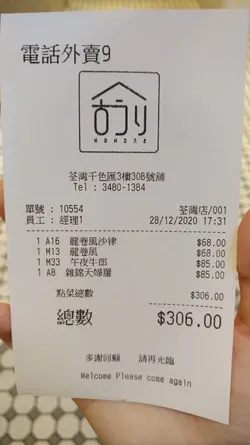 電話外賣9
NONONE
荃灣千色匯3樓308號舖
Tel : 3480-1384
單號 : 10554 荃灣店/001
員工 : 經理1 28/12/2020 17:31
1 A16 龍卷風沙律 $68.00
1 M13 龍卷風 $68.00
1 M33 午夜牛郎 $85.00
1 A8 雜錦天婦羅 $85.00
點菜總數 $306.00
總數 $306.00
多謝回顧 請再光臨
Welcome Please come again